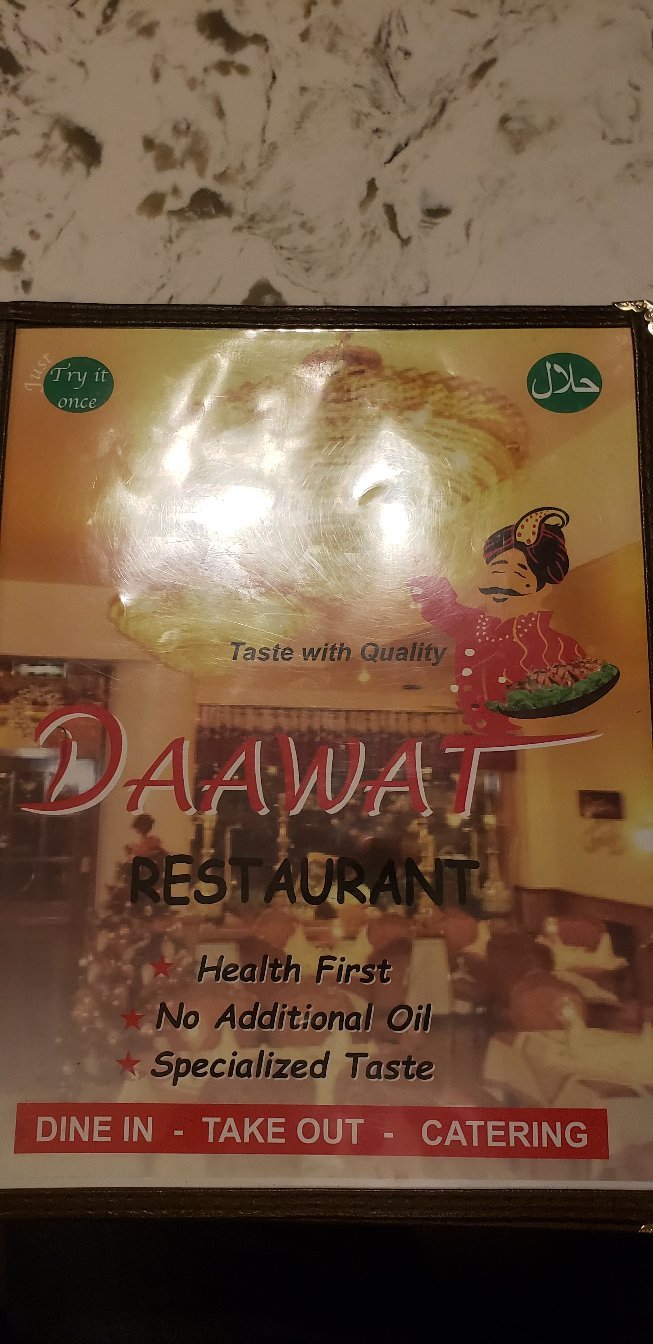 Just
Try it
once
حلال
Taste with Quality
DAAWAT
RESTAURANT
Health First
No Additional Oil
Specialized Taste
DINE IN - TAKE OUT - CATERING